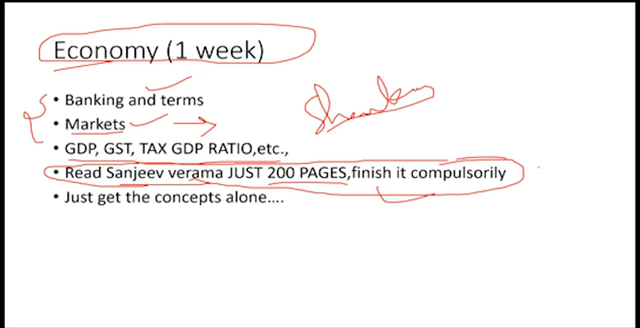 Economy (1 week)
• Banking and terms
• Markets
• GDP, GST, TAX GDP RATIO,etc.,
• Read Sanjeev verama JUST 200 PAGES,finish it compulsorily
• Just get the concepts alone....